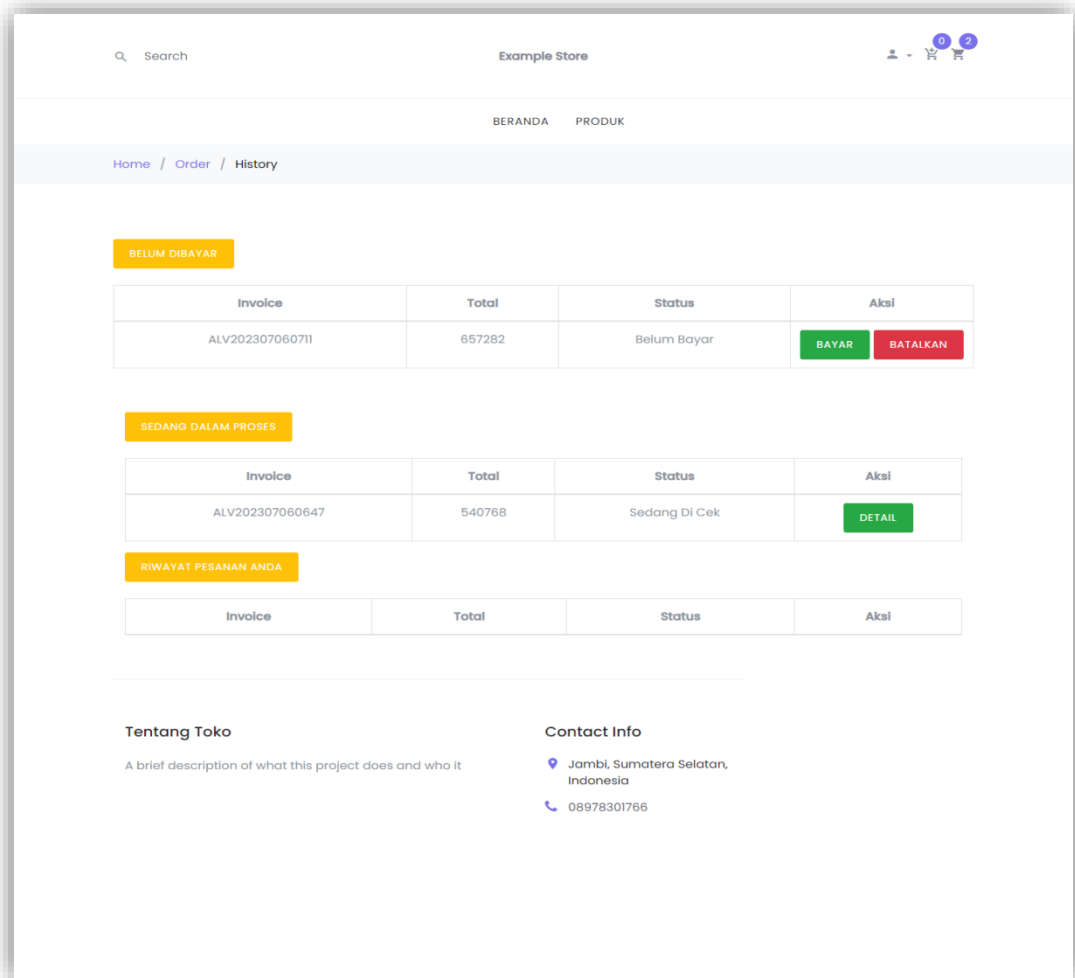 Search
Example Store
0 2
BERANDA PRODUK
Home / Order / History
BELUM DIBAYAR
Invoice Total Status Aksi
ALV202307060711 657282 Belum Bayar BAYAR BATALKAN
SEDANG DALAM PROSES
Invoice Total Status Aksi
ALV202307060647 540768 Sedang Di Cek DETAIL
RIWAYAT PESANAN ANDA
Invoice Total Status Aksi
Tentang Toko
A brief description of what this project does and who it
Contact Info
Jambi, Sumatera Selatan,
Indonesia
08978301766